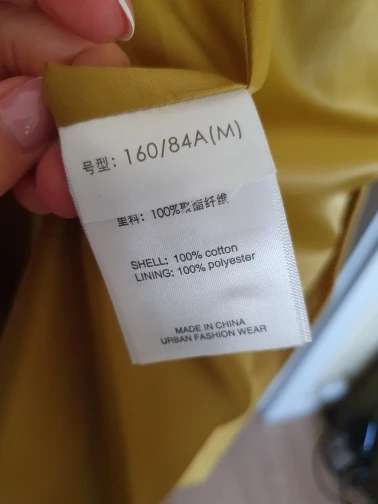 号型：160/84A(M)
里料：100%聚酯纤维
SHELL: 100% cotton
LINING: 100% polyester
MADE IN CHINA
URBAN FASHION WEAR